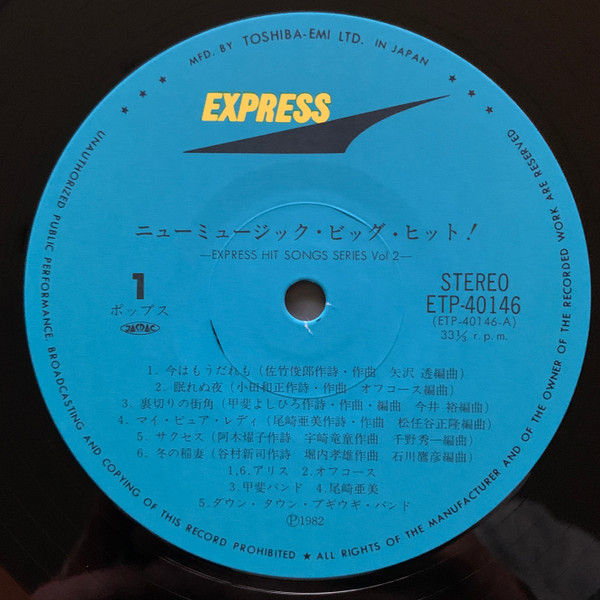 MFD. BY TOSHIBA-EMI LTD. IN JAPAN
EXPRESS
ニューミュージック・ビッグ・ヒット!
—EXPRESS HIT SONGS SERIES Vol 2—
1
ポップス
JASRAC
STEREO
ETP-40146
(ETP-40146-A)
33⅓ r.p.m.
1. 今はもうだれも(佐竹俊郎作詩・作曲 矢沢 透編曲)
2. 眠れぬ夜(小田和正作詩・作曲 オフコース編曲)
3. 裏切りの街角(甲斐よしひろ作詩・作曲・編曲 今井 裕編曲)
4. マイ・ピュア・レディ(尾崎亜美作詩・作曲 松任谷正隆編曲)
5. サクセス(阿木燿子作詩 宇崎竜童作曲 千野秀一編曲)
6. 冬の稲妻(谷村新司作詩 堀内孝雄作曲 石川鷹彦編曲)
1,6.アリス 2.オフコース
3.甲斐バンド 4.尾崎亜美
5.ダウン・タウン・ブギウギ・バンド
Ⓟ1982
UNAUTHORIZED PUBLIC PERFORMANCE, BROADCASTING AND COPYING OF THIS RECORD PROHIBITED ★ ALL RIGHTS OF THE MANUFACTURER AND OF THE OWNER OF THE RECORDED WORK ARE RESERVED